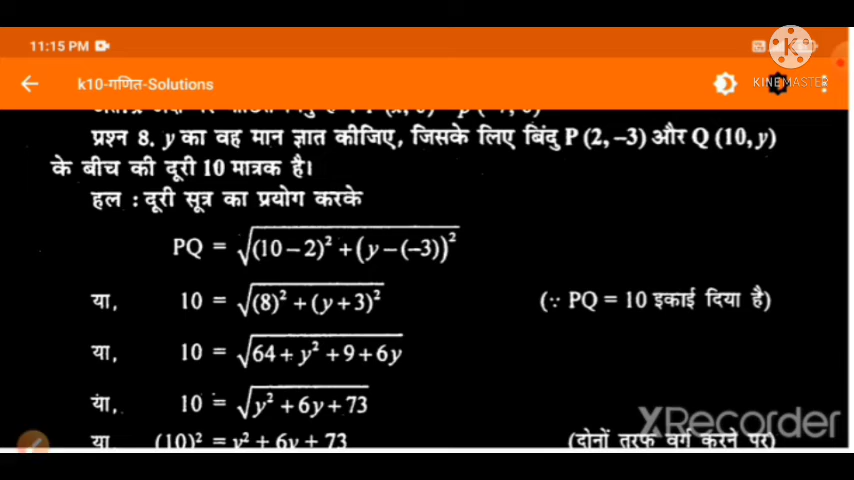 11:15 PM
K
KINEMASTER
k10-गणित-Solutions
प्रश्न 8. y का वह मान ज्ञात कीजिए, जिसके लिए बिंदु P (2, –3) और Q (10, y)
के बीच की दूरी 10 मात्रक है।
हल : दूरी सूत्र का प्रयोग करके
PQ = √(10 – 2)² + (y – (–3))²
या, 10 = √(8)² + (y + 3)² (∵ PQ = 10 इकाई दिया है)
या, 10 = √64 + y² + 9 + 6y
या, 10 = √y² + 6y + 73
या (10)² = y² + 6y + 73 (दोनों तरफ वर्ग करने पर)
XRecorder